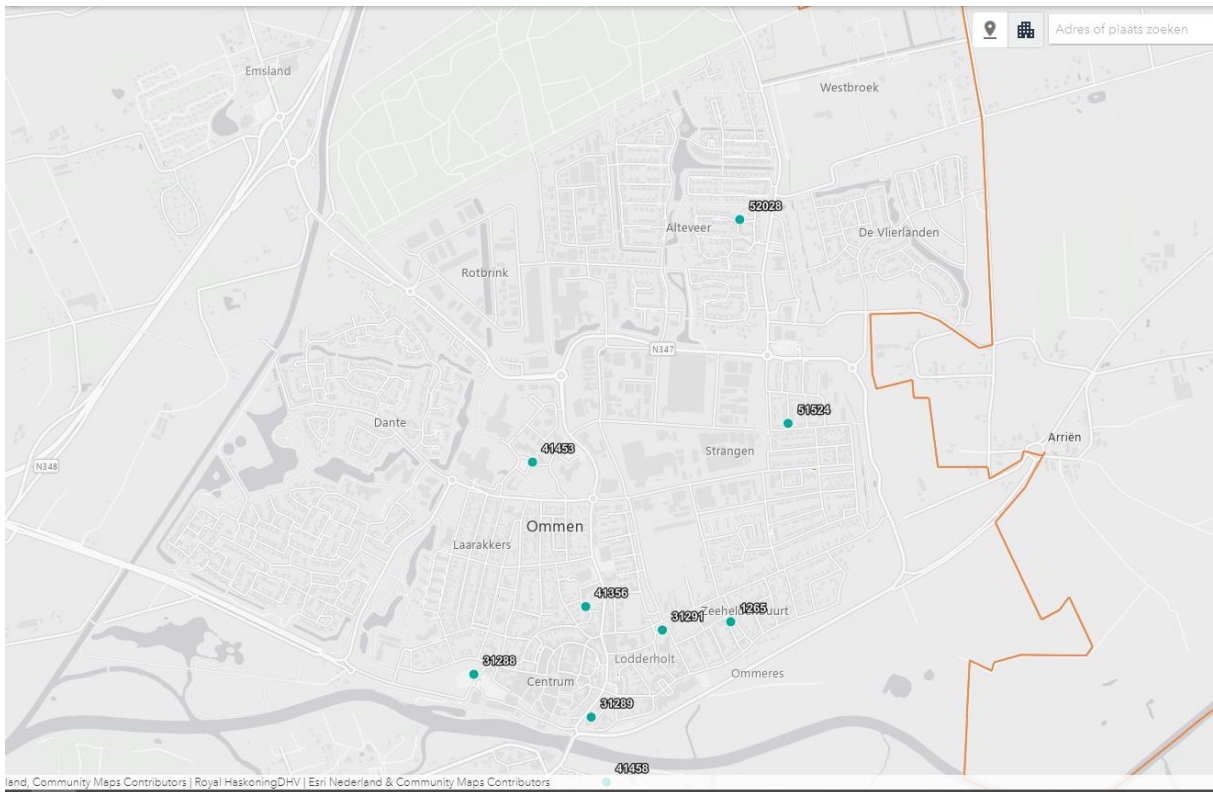 Adres of plaats zoeken
Emsland
Westbroek
52028
Alteveer
De Vlierlanden
Rotbrink
N347
51524
Dante
Arriën
41453
Strangen
N348
Ommen
Laarakkers
41356
1265
31291
Zeeheldenbuurt
31288
Lodderholt
Ommeres
Centrum
31289
41458
land, Community Maps Contributors | Royal HaskoningDHV | Esri Nederland & Community Maps Contributors